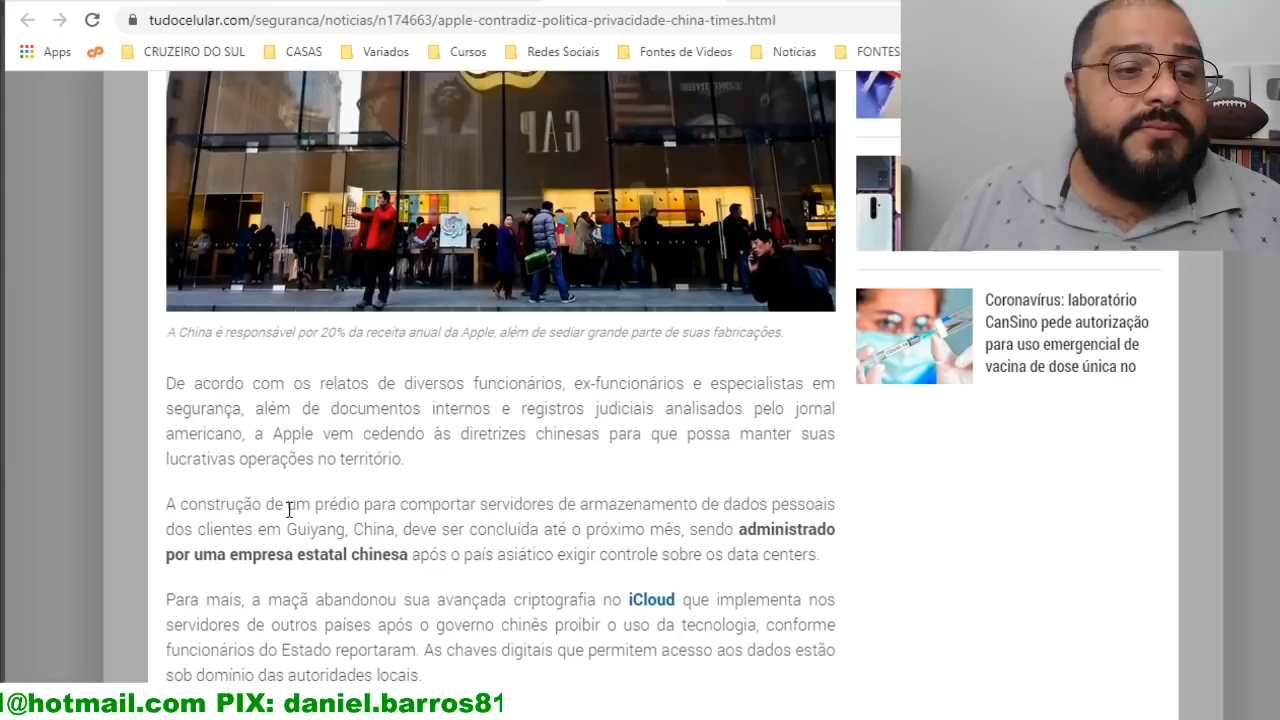 tudocelular.com/seguranca/noticias/n174663/apple-contradiz-politica-privacidade-china-times.html
Apps
CRUZEIRO DO SUL
CASAS
Variados
Cursos
Redes Sociais
Fontes de Videos
Noticias
FONTES
GAP
A China é responsável por 20% da receita anual da Apple, além de sediar grande parte de suas fabricações.
De acordo com os relatos de diversos funcionários, ex-funcionários e especialistas em
segurança, além de documentos internos e registros judiciais analisados pelo jornal
americano, a Apple vem cedendo às diretrizes chinesas para que possa manter suas
lucrativas operações no território.
A construção de um prédio para comportar servidores de armazenamento de dados pessoais
dos clientes em Guiyang, China, deve ser concluída até o próximo mês, sendo administrado
por uma empresa estatal chinesa após o país asiático exigir controle sobre os data centers.
Para mais, a maçã abandonou sua avançada criptografia no iCloud que implementa nos
servidores de outros países após o governo chinês proibir o uso da tecnologia, conforme
funcionários do Estado reportaram. As chaves digitais que permitem acesso aos dados estão
sob domínio das autoridades locais.
Coronavírus: laboratório
CanSino pede autorização
para uso emergencial de
vacina de dose única no
@hotmail.com PIX: daniel.barros81